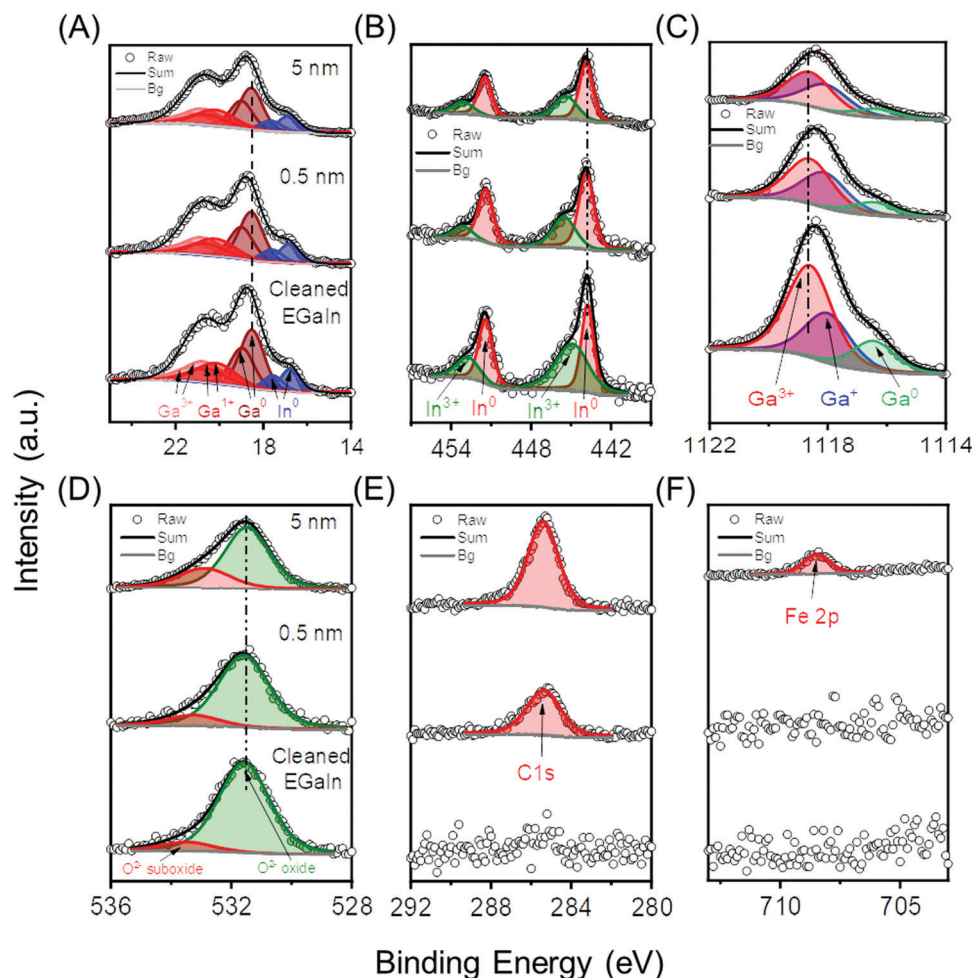 (A)
(B)
(C)
Raw
Sum
Bg
5 nm
0.5 nm
Cleaned
EGaIn
Ga3+ Ga1+ Ga0 In0
22 18 14
Raw
Sum
Bg
In3+ In0 In3+ In0
454 448 442
Raw
Sum
Bg
Ga3+ Ga+ Ga0
1122 1118 1114
Intensity (a.u.)
(D)
(E)
(F)
Raw
Sum
Bg
5 nm
0.5 nm
Cleaned
EGaIn
O2- suboxide O2- oxide
536 532 528
Raw
Sum
Bg
C1s
292 288 284 280
Raw
Sum
Bg
Fe 2p
710 705
Binding Energy (eV)